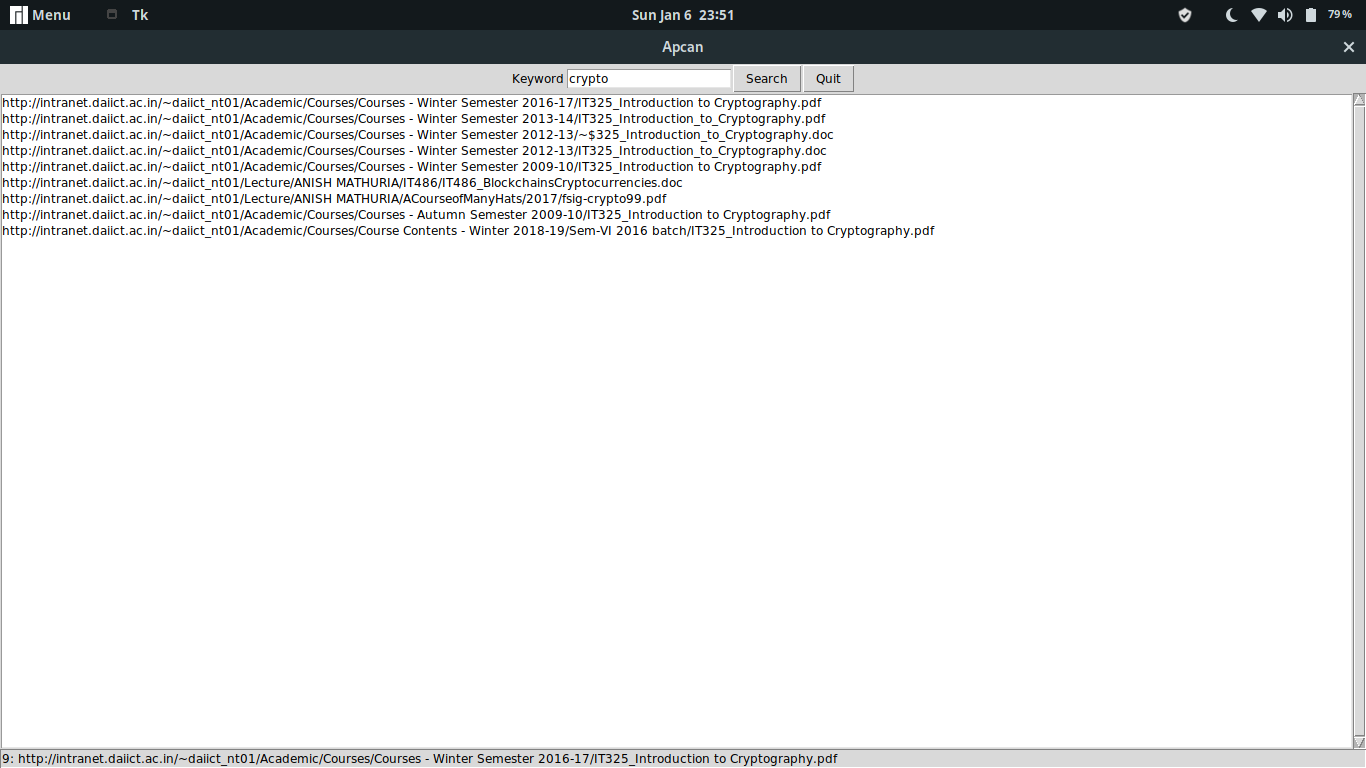 Menu Tk Sun Jan 6 23:51 79%
Apcan
Keyword crypto Search Quit
http://intranet.daiict.ac.in/~daiict_nt01/Academic/Courses/Courses - Winter Semester 2016-17/IT325_Introduction to Cryptography.pdf
http://intranet.daiict.ac.in/~daiict_nt01/Academic/Courses/Courses - Winter Semester 2013-14/IT325_Introduction_to_Cryptography.pdf
http://intranet.daiict.ac.in/~daiict_nt01/Academic/Courses/Courses - Winter Semester 2012-13/~$325_Introduction_to_Cryptography.doc
http://intranet.daiict.ac.in/~daiict_nt01/Academic/Courses/Courses - Winter Semester 2012-13/IT325_Introduction_to_Cryptography.doc
http://intranet.daiict.ac.in/~daiict_nt01/Academic/Courses/Courses - Winter Semester 2009-10/IT325_Introduction to Cryptography.pdf
http://intranet.daiict.ac.in/~daiict_nt01/Lecture/ANISH MATHURIA/IT486/IT486_BlockchainsCryptocurrencies.doc
http://intranet.daiict.ac.in/~daiict_nt01/Lecture/ANISH MATHURIA/ACourseofManyHats/2017/fsig-crypto99.pdf
http://intranet.daiict.ac.in/~daiict_nt01/Academic/Courses/Courses - Autumn Semester 2009-10/IT325_Introduction to Cryptography.pdf
http://intranet.daiict.ac.in/~daiict_nt01/Academic/Courses/Course Contents - Winter 2018-19/Sem-VI 2016 batch/IT325_Introduction to Cryptography.pdf
9: http://intranet.daiict.ac.in/~daiict_nt01/Academic/Courses/Courses - Winter Semester 2016-17/IT325_Introduction to Cryptography.pdf